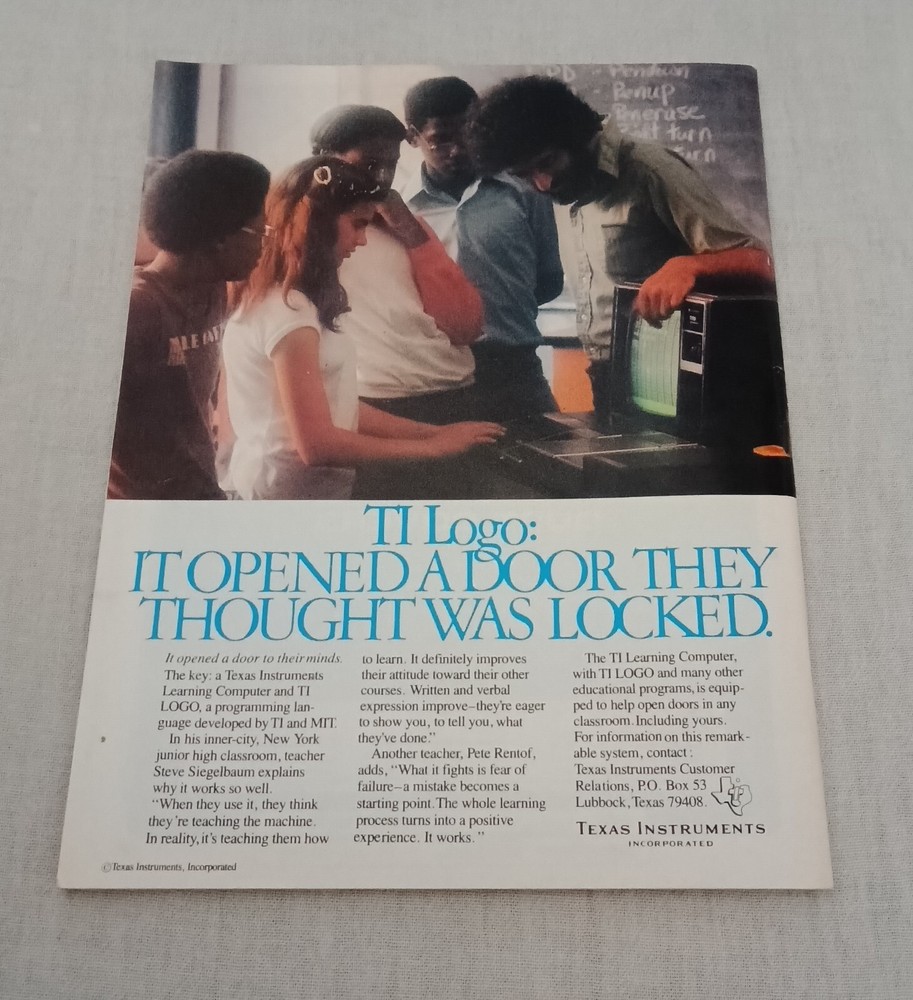 Pendown
Penup
Penerase
turn
turn
TI Logo:
IT OPENED A DOOR THEY
THOUGHT WAS LOCKED.
It opened a door to their minds.
The key: a Texas Instruments
Learning Computer and TI
LOGO, a programming lan-
guage developed by TI and MIT.
In his inner-city, New York
junior high classroom, teacher
Steve Siegelbaum explains
why it works so well.
"When they use it, they think
they're teaching the machine.
In reality, it's teaching them how
to learn. It definitely improves
their attitude toward their other
courses. Written and verbal
expression improve–they're eager
to show you, to tell you, what
they've done."
Another teacher, Pete Rentof,
adds, "What it fights is fear of
failure–a mistake becomes a
starting point. The whole learning
process turns into a positive
experience. It works."
The TI Learning Computer,
with TI LOGO and many other
educational programs, is equip-
ped to help open doors in any
classroom. Including yours.
For information on this remark-
able system, contact:
Texas Instruments Customer
Relations, P.O. Box 53
Lubbock, Texas 79408.
TEXAS INSTRUMENTS
INCORPORATED
©Texas Instruments, Incorporated